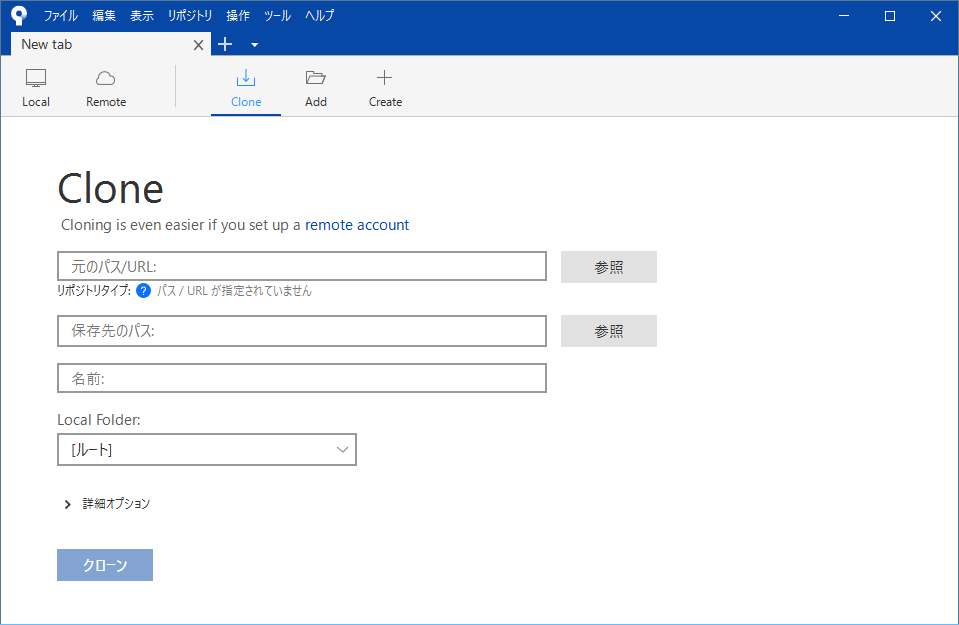 ファイル 編集 表示 リポジトリ 操作 ツール ヘルプ
New tab
Local Remote Clone Add Create
Clone
Cloning is even easier if you set up a remote account
元のパス/URL: 参照
リポジトリタイプ: ? パス / URL が指定されていません
保存先のパス: 参照
名前:
Local Folder:
[ルート]
詳細オプション
クローン